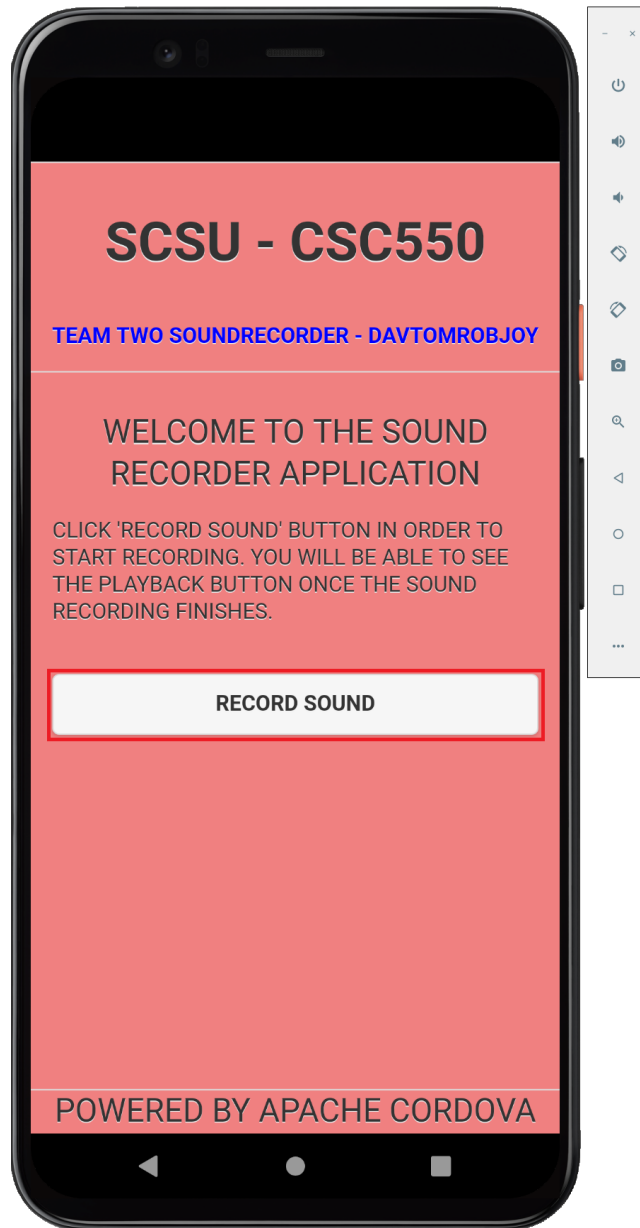 SCSU - CSC550
TEAM TWO SOUNDRECORDER - DAVTOMROBJOY
WELCOME TO THE SOUND
RECORDER APPLICATION
CLICK 'RECORD SOUND' BUTTON IN ORDER TO
START RECORDING. YOU WILL BE ABLE TO SEE
THE PLAYBACK BUTTON ONCE THE SOUND
RECORDING FINISHES.
RECORD SOUND
POWERED BY APACHE CORDOVA